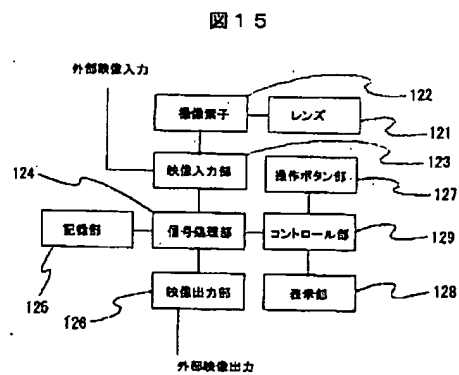 図１５
外部映像入力
撮像素子
122
レンズ
121
124
映像入力部
123
操作ボタン部
127
記録部
信号処理部
コントロール部
129
125
映像出力部
126
表示部
128
外部映像出力